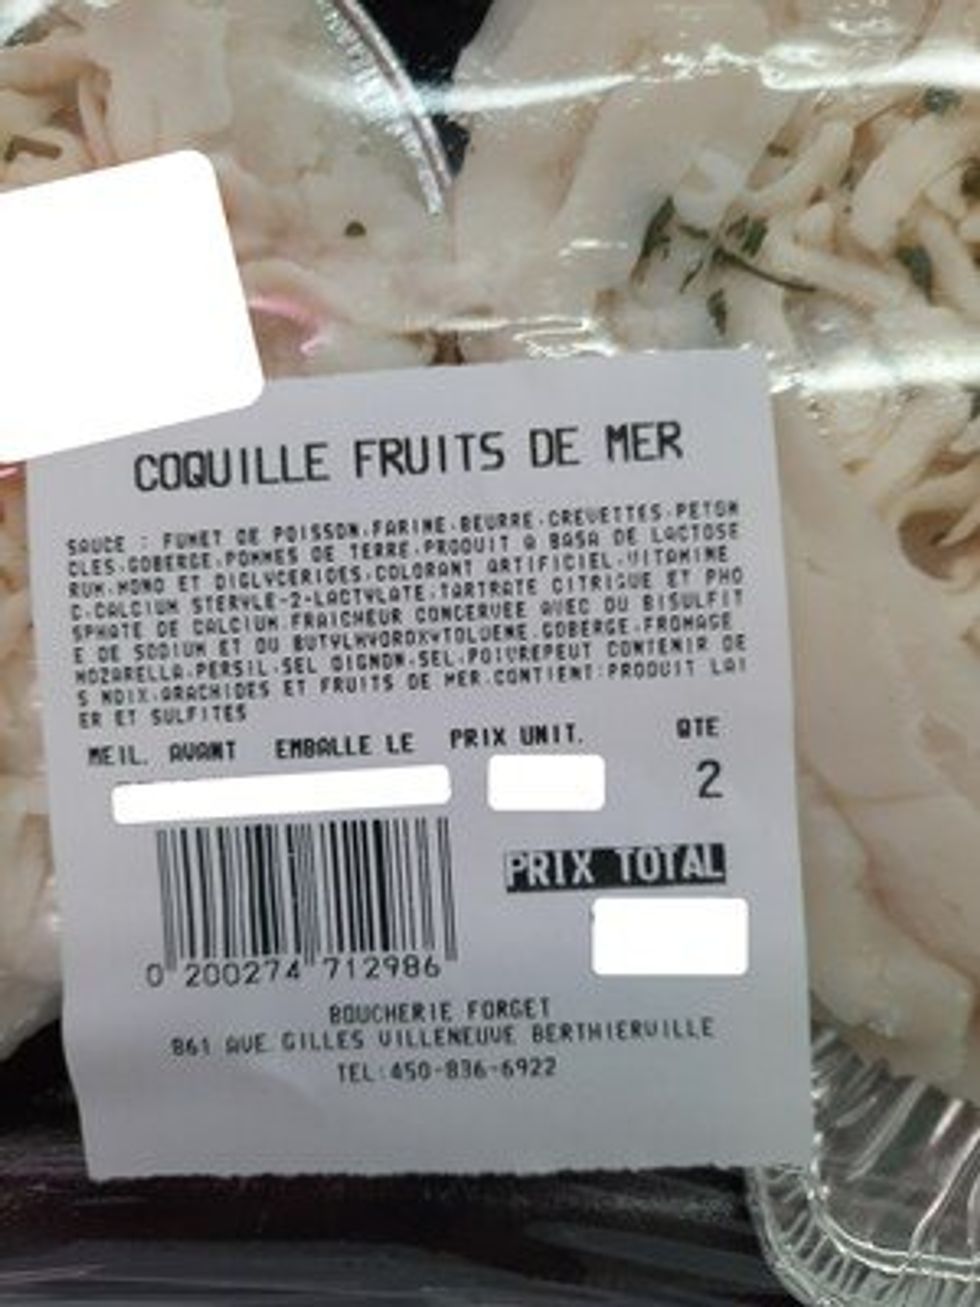 COQUILLE FRUITS DE MER
SAUCE : FUMET DE POISSON.FARINE.BEURRE.CREVETTES.PETON
CLES.GOBERGE.POMMES DE TERRE.PRODUIT A BASA DE LACTOSE
RUM.MONO ET DIGLYCERIDES.COLORANT ARTIFICIEL.VITAMINE
C.CALCIUM STERYLE-2-LACTYLATE.TARTRATE CITRIQUE ET PHO
SPHATE DE CALCIUM.FRAICHEUR CONCERVEE AVEC DU BISULFIT
E DE SODIUM ET OU BUTYLHYDROXYTOLUENE.GOBERGE.FROMAGE
MOZARELLA.PERSIL.SEL OIGNON.SEL.POIVREPEUT CONTENIR DE
S NOIX.ARACHIDES ET FRUITS DE MER.CONTIENT:PRODUIT LAI
ER ET SULFITES
MEIL. AVANT EMBALLE LE PRIX UNIT. QTE
2
PRIX TOTAL
0 200274 712986
BOUCHERIE FORGET
861 AVE GILLES VILLENEUVE BERTHIERVILLE
TEL:450-836-6922